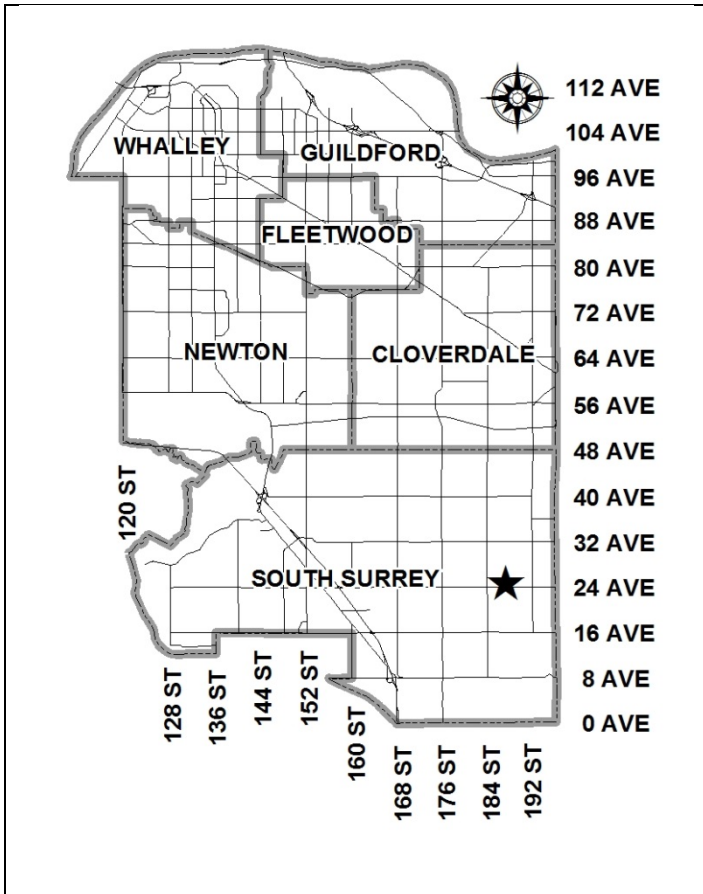 112 AVE
104 AVE
WHALLEY
GUILDFORD
96 AVE
88 AVE
FLEETWOOD
80 AVE
72 AVE
NEWTON
CLOVERDALE
64 AVE
56 AVE
48 AVE
120 ST
40 AVE
32 AVE
SOUTH SURREY
24 AVE
16 AVE
128 ST
136 ST
144 ST
152 ST
160 ST
8 AVE
0 AVE
168 ST
176 ST
184 ST
192 ST